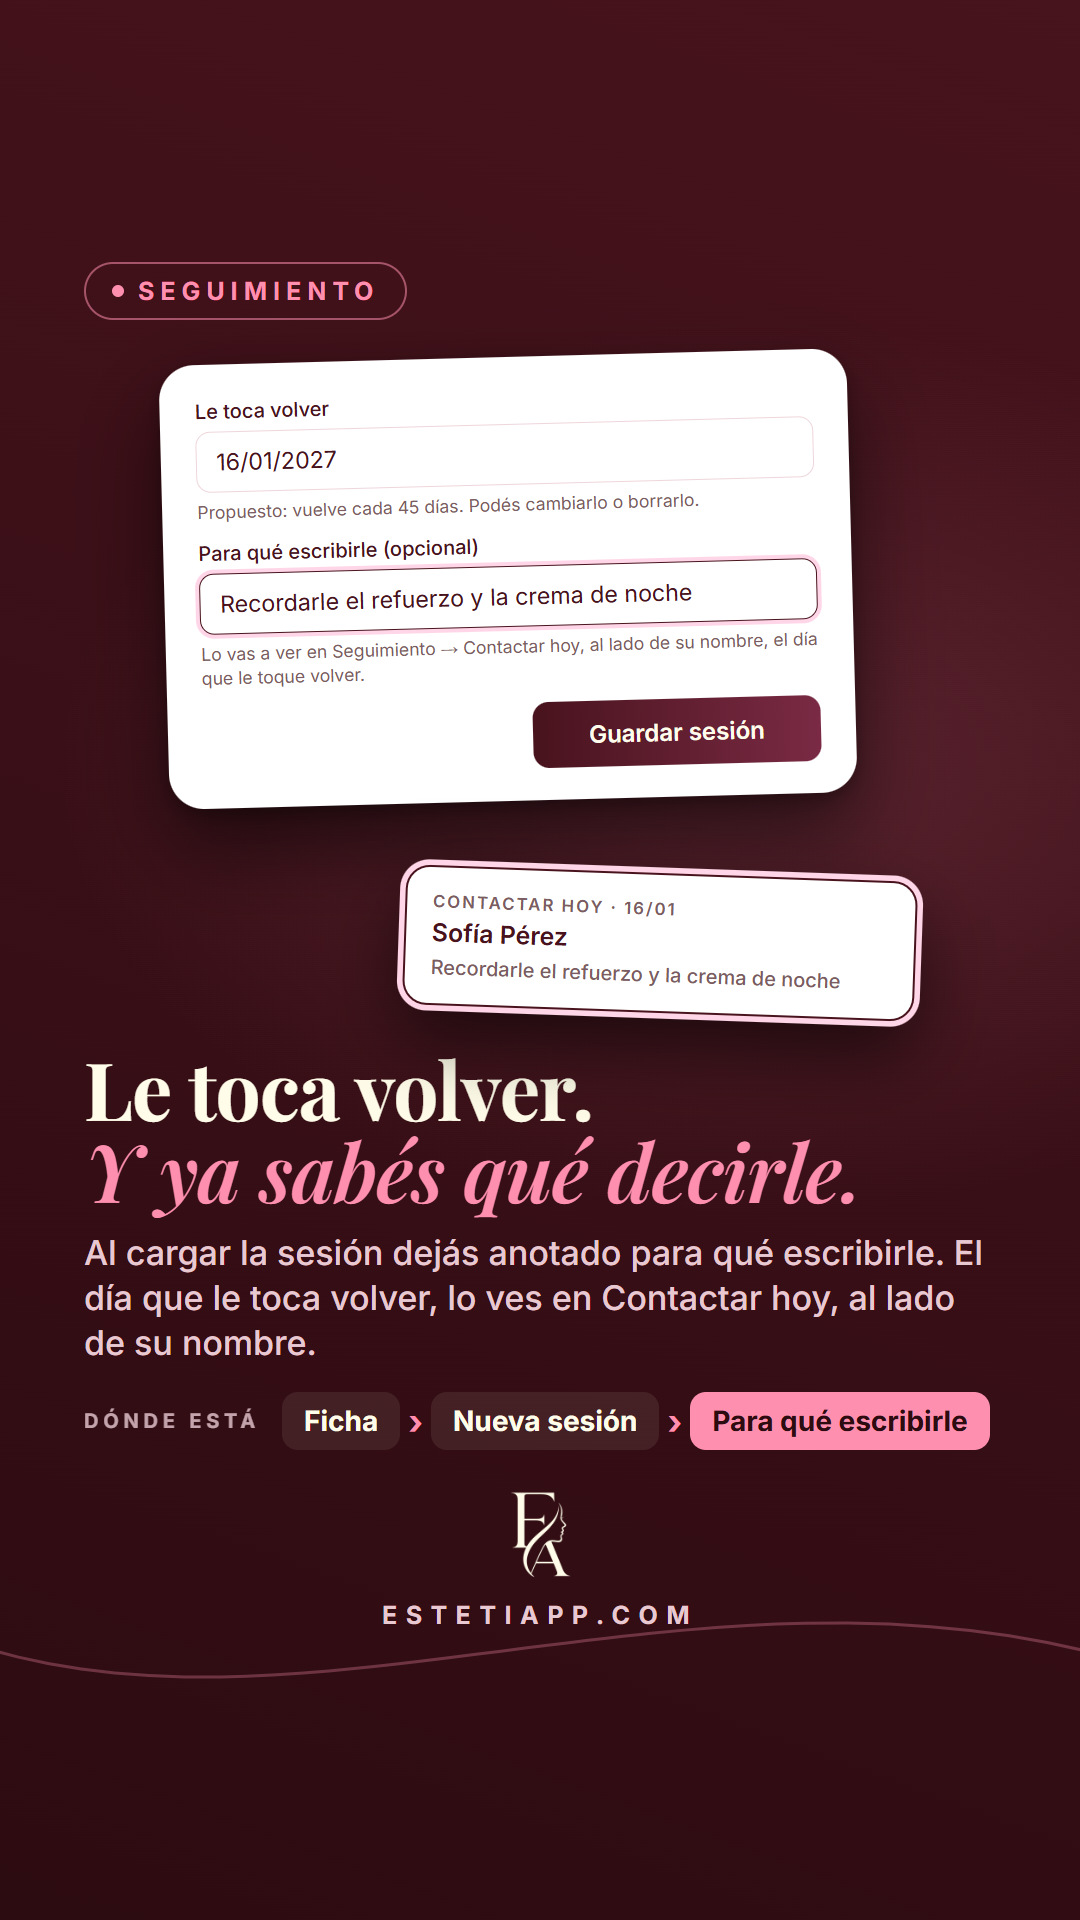 SEGUIMIENTO
Le toca volver
16/01/2027
Propuesto: vuelve cada 45 días. Podés cambiarlo o borrarlo.
Para qué escribirle (opcional)
Recordarle el refuerzo y la crema de noche
Lo vas a ver en Seguimiento → Contactar hoy, al lado de su nombre, el día
que le toque volver.
Guardar sesión
CONTACTAR HOY · 16/01
Sofía Pérez
Recordarle el refuerzo y la crema de noche
Le toca volver.
Y ya sabés qué decirle.
Al cargar la sesión dejás anotado para qué escribirle. El
día que le toca volver, lo ves en Contactar hoy, al lado
de su nombre.
DÓNDE ESTÁ Ficha › Nueva sesión › Para qué escribirle
EA
ESTETIAPP.COM